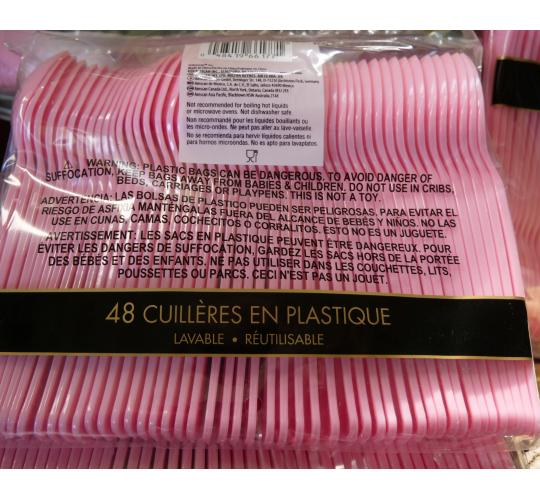 0 48439 66177
Not recommended for boiling hot liquids
or microwave ovens. Not dishwasher safe
Non recommandé pour les liquides bouillants ou
les micro-ondes. Ne peut pas aller au lave-vaisselle.
No se recomienda para hervir líquidos calientes ni
para hornos microondas. No es apto para lavaplatos.
WARNING: PLASTIC BAGS CAN BE DANGEROUS. TO AVOID DANGER OF
SUFFOCATION, KEEP BAGS AWAY FROM BABIES & CHILDREN. DO NOT USE IN CRIBS,
BEDS, CARRIAGES OR PLAYPENS. THIS IS NOT A TOY.
ADVERTENCIA: LAS BOLSAS DE PLASTICO PUEDEN SER PELIGROSAS. PARA EVITAR EL
RIESGO DE ASFIXIA MANTÉNGALAS FUERA DEL ALCANCE DE BEBÉS Y NIÑOS. NO LAS
USE EN CUNAS, CAMAS, COCHECITOS O CORRALITOS. ESTO NO ES UN JUGUETE.
AVERTISSEMENT: LES SACS EN PLASTIQUE PEUVENT ÊTRE DANGEREUX. POUR
ÉVITER LES DANGERS DE SUFFOCATION, GARDEZ LES SACS HORS DE LA PORTÉE
DES BÉBÉS ET DES ENFANTS. NE PAS UTILISER DANS LES COUCHETTES, LITS,
POUSSETTES OU PARCS. CECI N'EST PAS UN JOUET.
48 CUILLÈRES EN PLASTIQUE
LAVABLE • RÉUTILISABLE